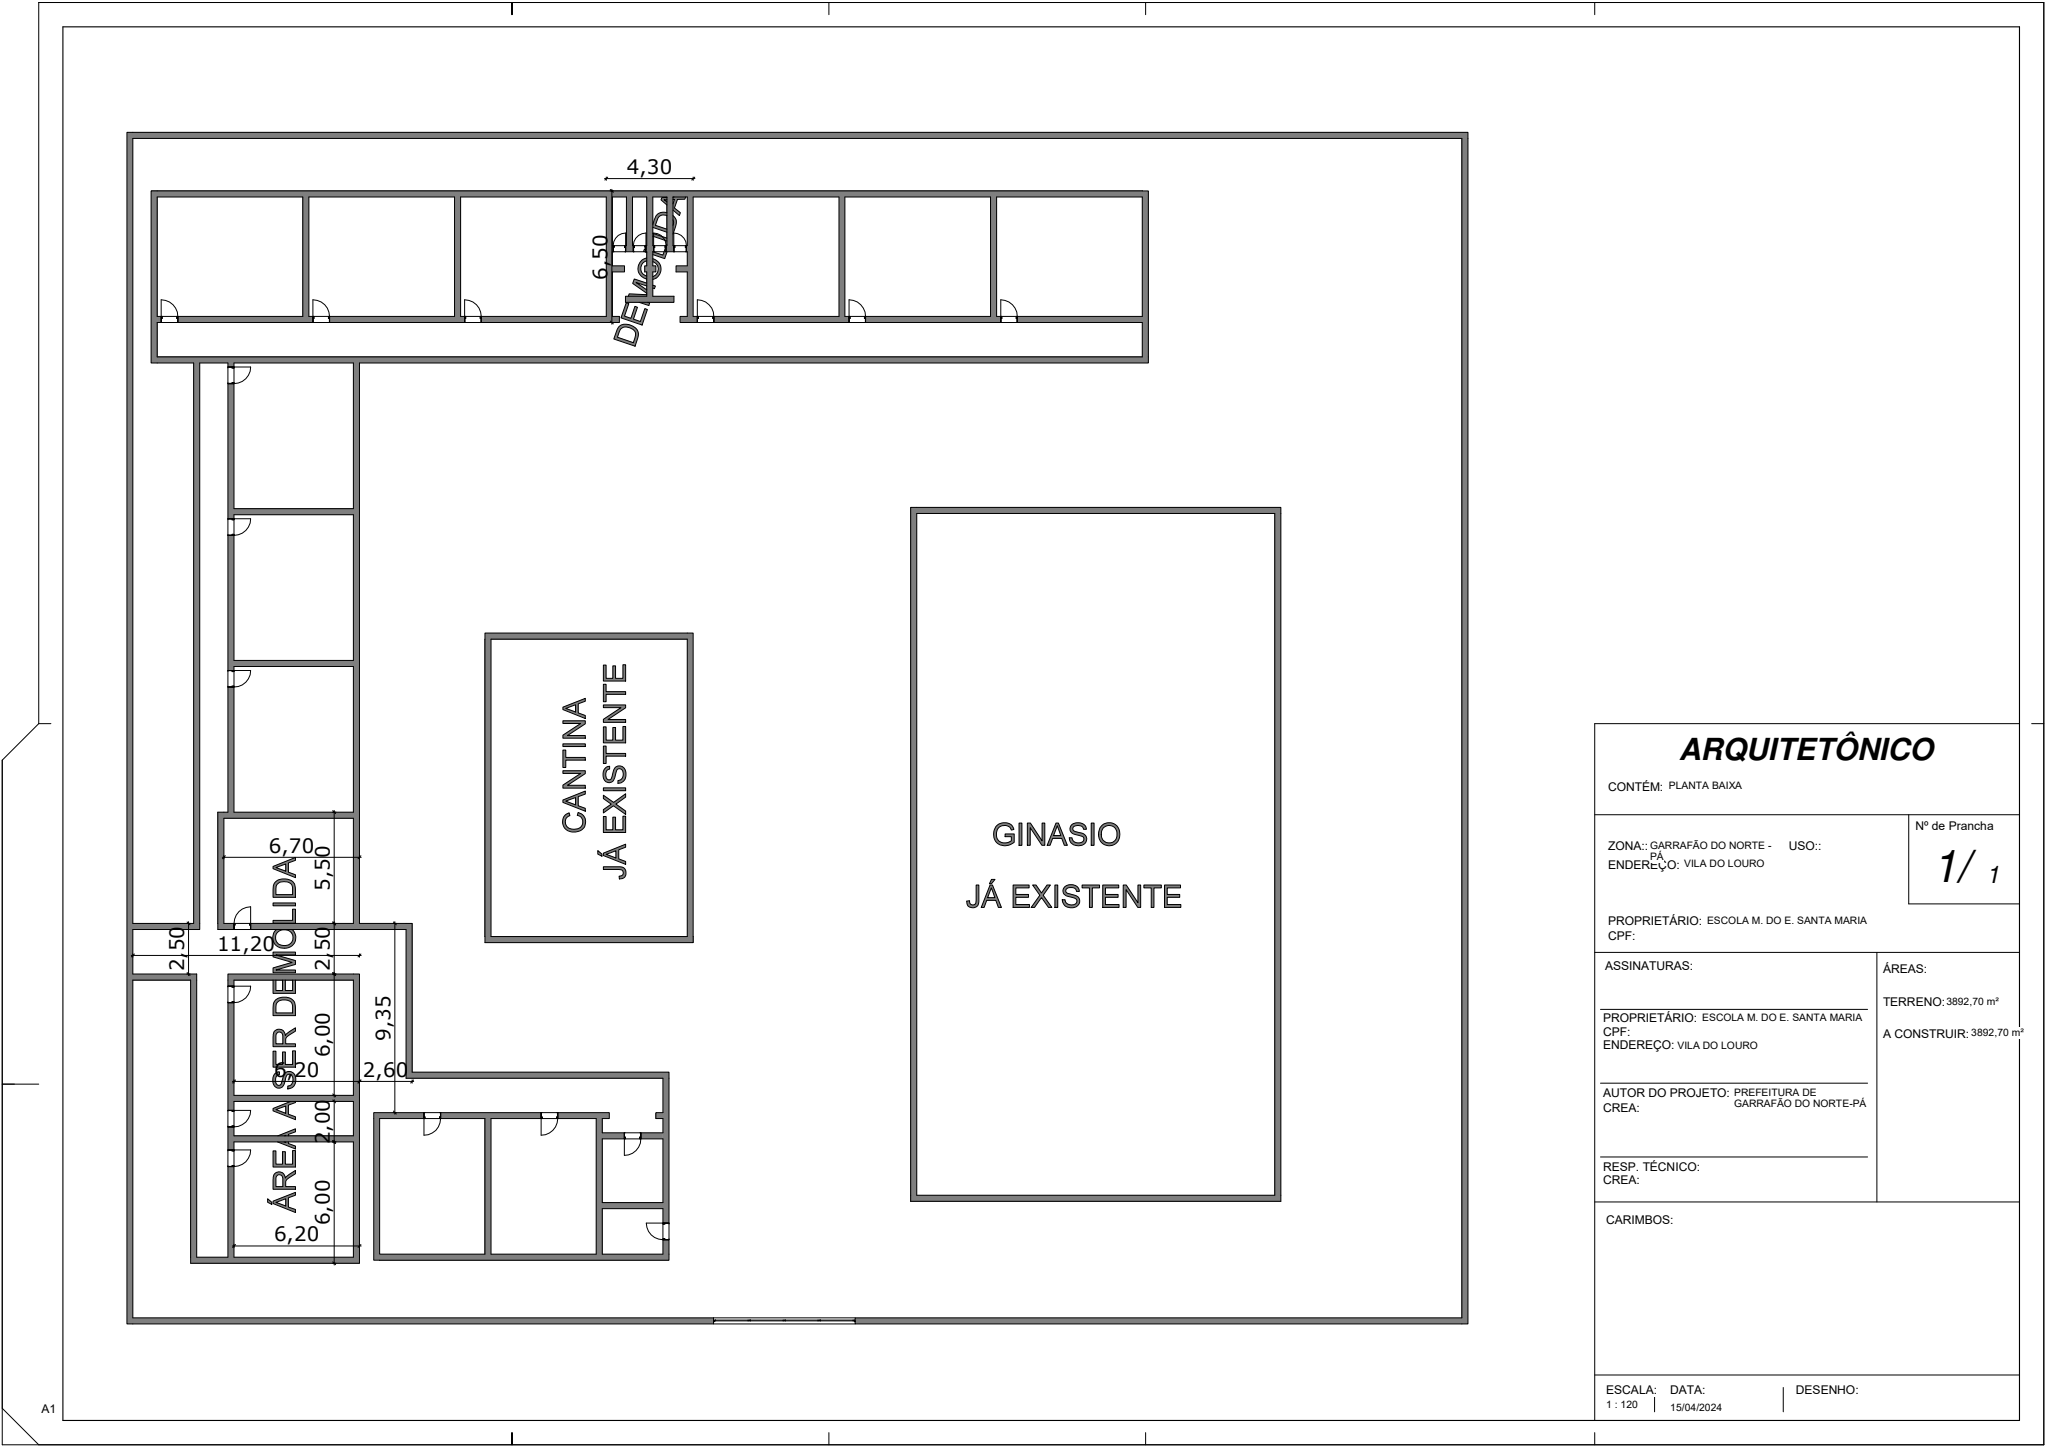 4,30
6,50
DEMOLIDA
CANTINA
JÁ EXISTENTE
GINASIO
JÁ EXISTENTE
6,70
5,50
ÁREA A SER DEMOLIDA
2,50
11,20
2,50
9,35
6,00
6,20
2,60
2,00
6,00
6,20
ARQUITETÔNICO
CONTÉM: PLANTA BAIXA
ZONA:: GARRAFÃO DO NORTE - PÁ USO::
ENDEREÇO: VILA DO LOURO
Nº de Prancha
1/ 1
PROPRIETÁRIO: ESCOLA M. DO E. SANTA MARIA
CPF:
ASSINATURAS:
PROPRIETÁRIO: ESCOLA M. DO E. SANTA MARIA
CPF:
ENDEREÇO: VILA DO LOURO
AUTOR DO PROJETO: PREFEITURA DE
CREA: GARRAFÃO DO NORTE-PÁ
RESP. TÉCNICO:
CREA:
ÁREAS:
TERRENO: 3892,70 m²
A CONSTRUIR: 3892,70 m²
CARIMBOS:
ESCALA: DATA: DESENHO:
1 : 120 15/04/2024
A1